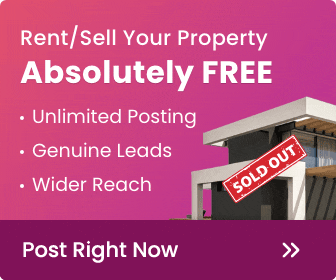 Rent/Sell Your Property
Absolutely FREE
• Unlimited Posting
• Genuine Leads
• Wider Reach
SOLD OUT
Post Right Now »